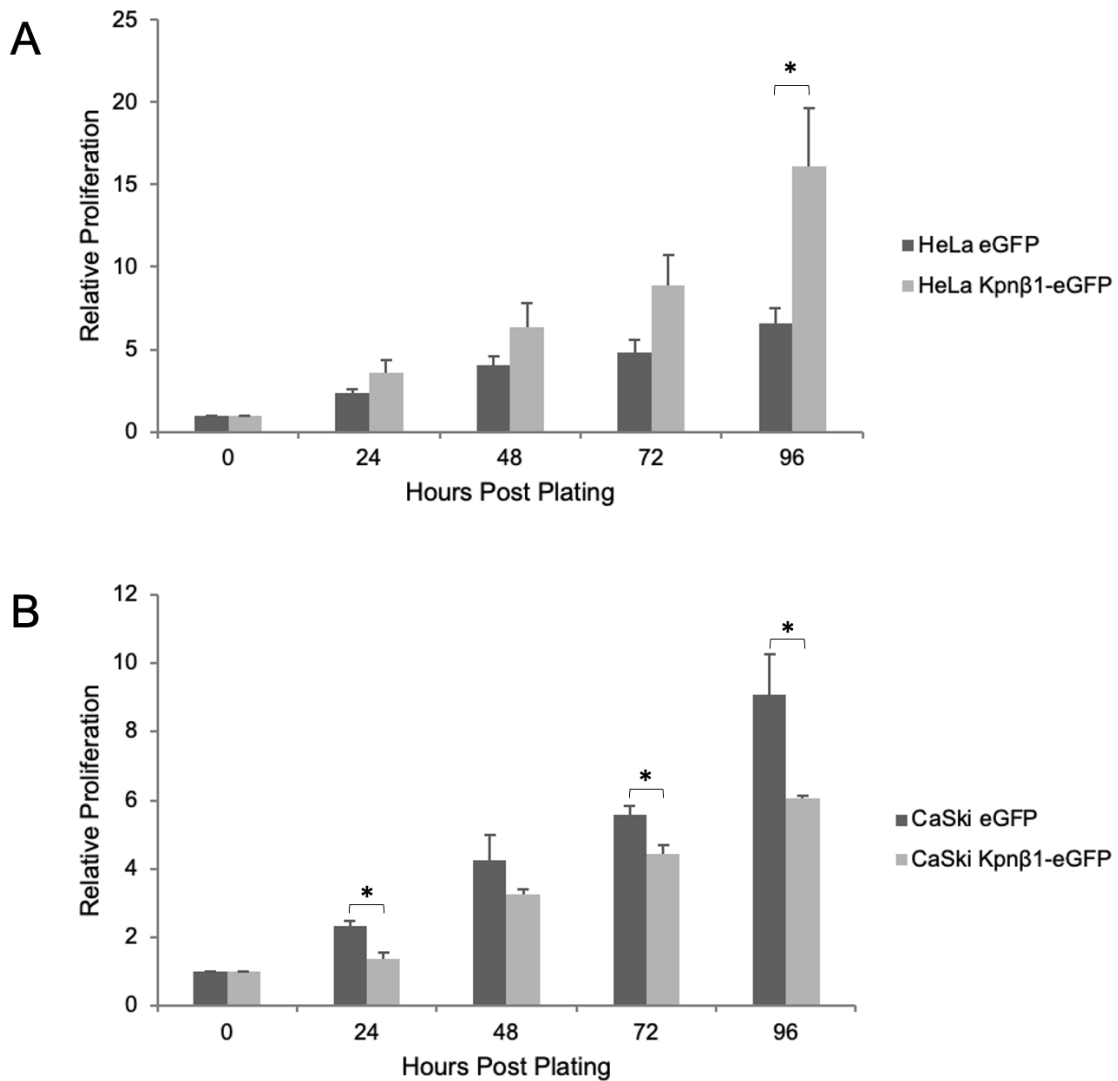 A
25
20
15
10
5
0
Relative Proliferation
*
0 24 48 72 96
Hours Post Plating
HeLa eGFP
HeLa Kpnβ1-eGFP
B
12
10
8
6
4
2
0
Relative Proliferation
* * *
0 24 48 72 96
Hours Post Plating
CaSki eGFP
CaSki Kpnβ1-eGFP